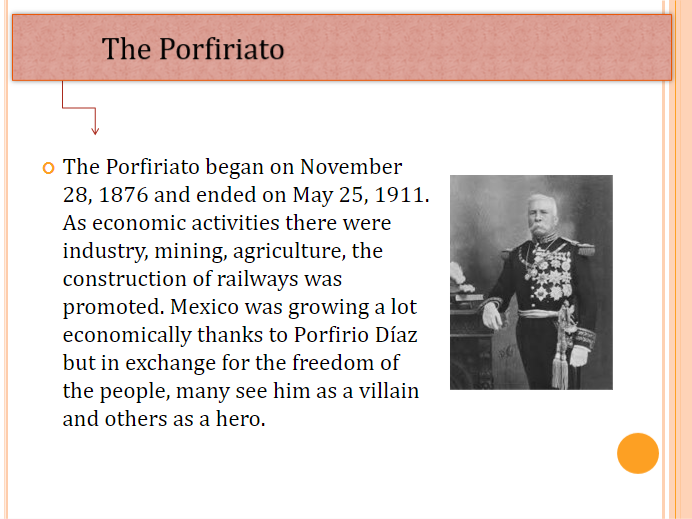 The Porfiriato
The Porfiriato began on November
28, 1876 and ended on May 25, 1911.
As economic activities there were
industry, mining, agriculture, the
construction of railways was
promoted. Mexico was growing a lot
economically thanks to Porfirio Díaz
but in exchange for the freedom of
the people, many see him as a villain
and others as a hero.